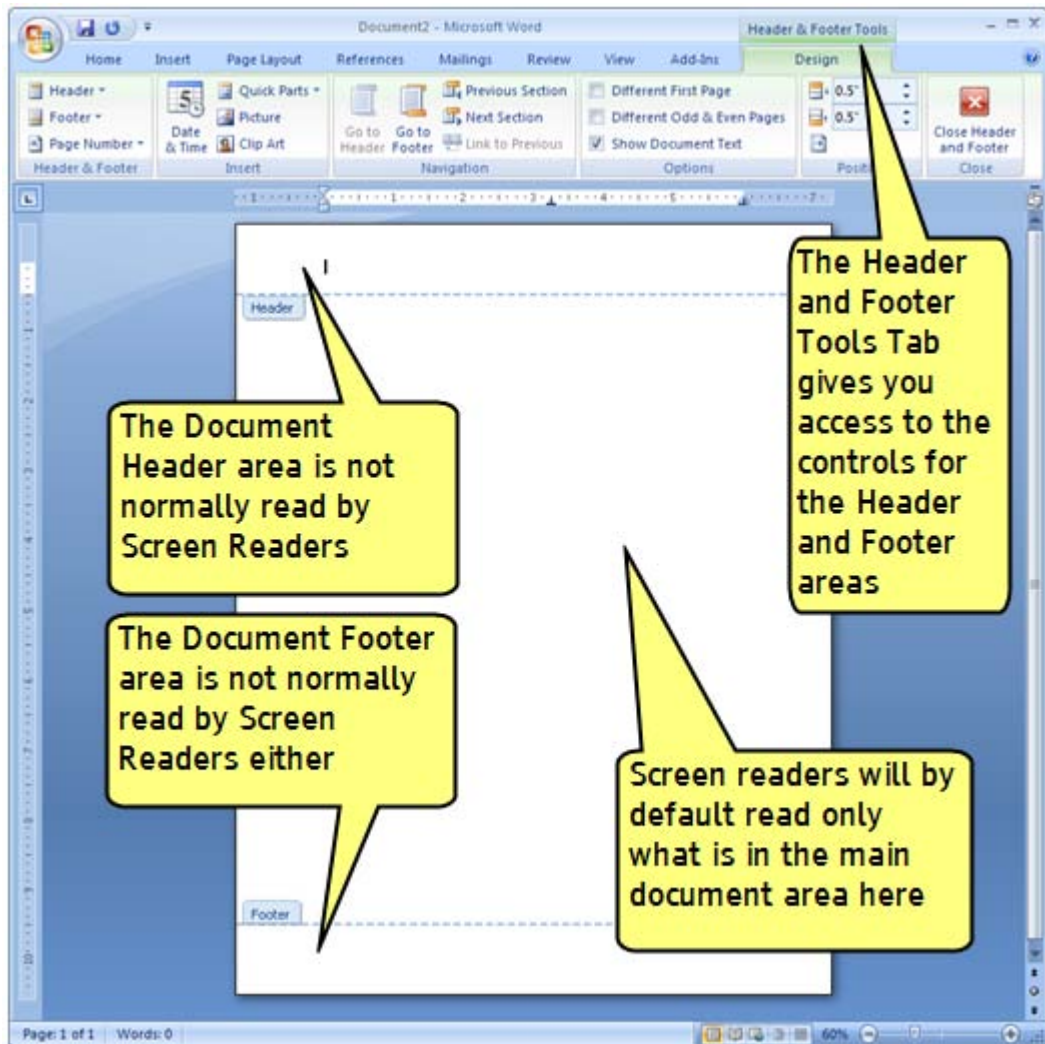 Document2 - Microsoft Word
Header & Footer Tools
Home Insert Page Layout References Mailings Review View Add-Ins Design
Header
Footer
Page Number
Header & Footer
5
Date
& Time
Quick Parts
Picture
Clip Art
Insert
Go to
Header
Go to
Footer
Previous Section
Next Section
Link to Previous
Navigation
Different First Page
Different Odd & Even Pages
Show Document Text
Options
0.5"
0.5"
Close Header
and Footer
Close
Header
The Document
Header area is not
normally read by
Screen Readers
The Header
and Footer
Tools Tab
gives you
access to the
controls for
the Header
and Footer
areas
The Document Footer
area is not normally
read by Screen
Readers either
Screen readers will by
default read only
what is in the main
document area here
Footer
Page: 1 of 1 Words: 0
60%